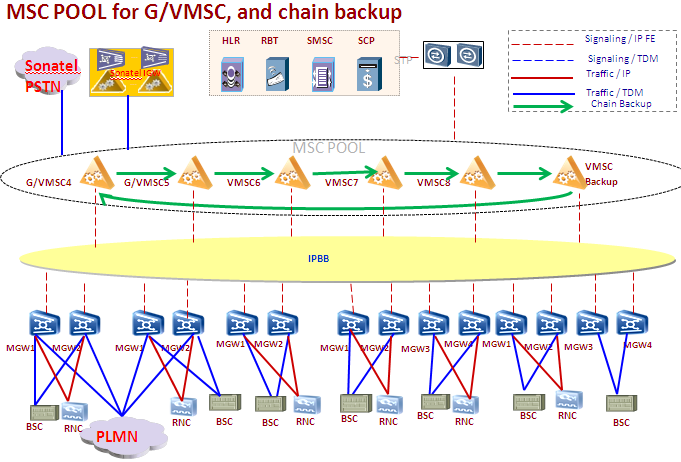 MSC POOL for G/VMSC, and chain backup
Sonatel
PSTN
Sonatel IGW
HLR
RBT
SMSC
SCP
STP
Signaling / IP FE
Signaling / TDM
Traffic / IP
Traffic / TDM
Chain Backup
MSC POOL
G/VMSC4
G/VMSC5
VMSC6
VMSC7
VMSC8
VMSC
Backup
IPBB
MGW1
MGW2
MGW1
MGW2
MGW1
MGW2
MGW1
MGW2
MGW3
MGW4
MGW1
MGW2
MGW3
MGW4
BSC
RNC
PLMN
RNC
BSC
BSC
RNC
BSC
RNC
BSC
RNC
BSC
RNC
BSC